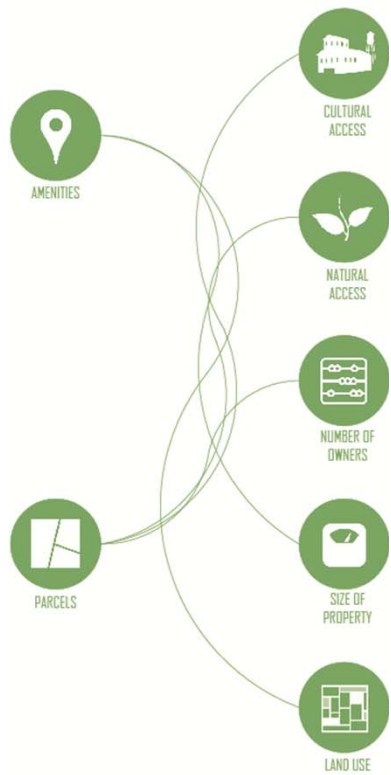 AMENITIES
PARCELS
CULTURAL
ACCESS
NATURAL
ACCESS
NUMBER OF
OWNERS
SIZE OF
PROPERTY
LAND USE